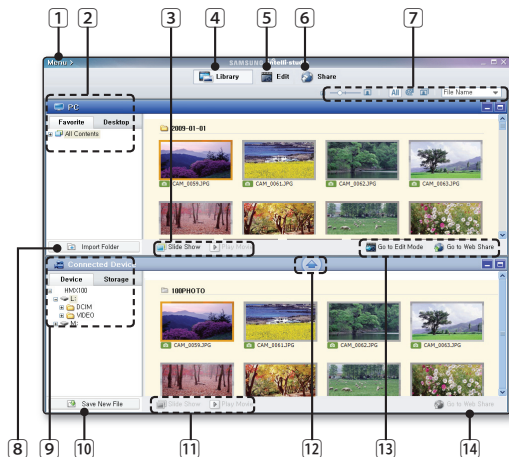 1 2 3 4 5 6 7
Menu >
SAMSUNG Intelli-studio
Library Edit Share
All File Name
PC
Favorite Desktop
All Contents
2009-01-01
CAM_0059.JPG CAM_0061.JPG CAM_0062.JPG CAM_0063.JPG
Import Folder Slide Show Play Movie Go to Edit Mode Go to Web Share
Connected Device
Device Storage
HMX100
L:
DCIM
VIDEO
M:
100PHOTO
CAM_0059.JPG CAM_0061.JPG CAM_0062.JPG CAM_0063.JPG
Save New File Slide Show Play Movie Go to Web Share
8 9 10 11 12 13 14